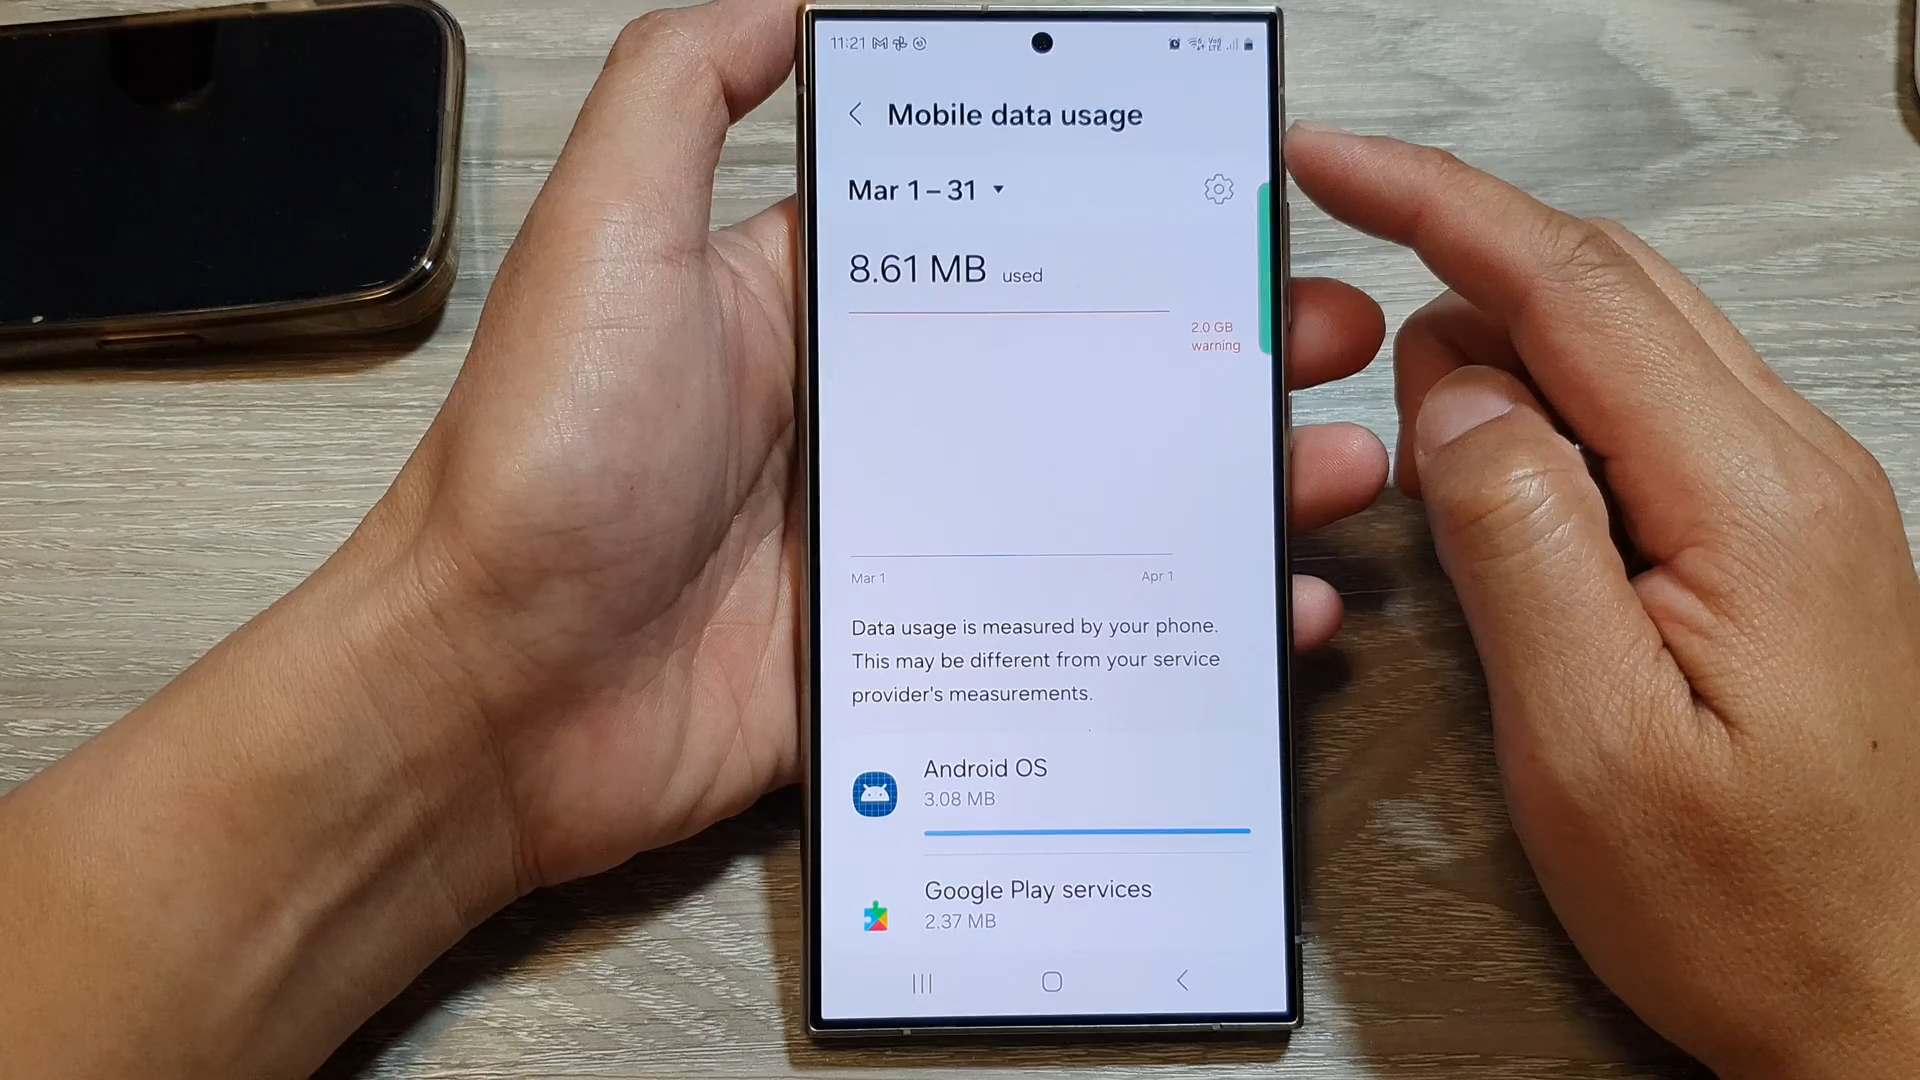 11:21
Vo)) LTE
Mobile data usage
Mar 1 – 31
8.61 MB used
2.0 GB
warning
Mar 1
Apr 1
Data usage is measured by your phone.
This may be different from your service
provider's measurements.
Android OS
3.08 MB
Google Play services
2.37 MB